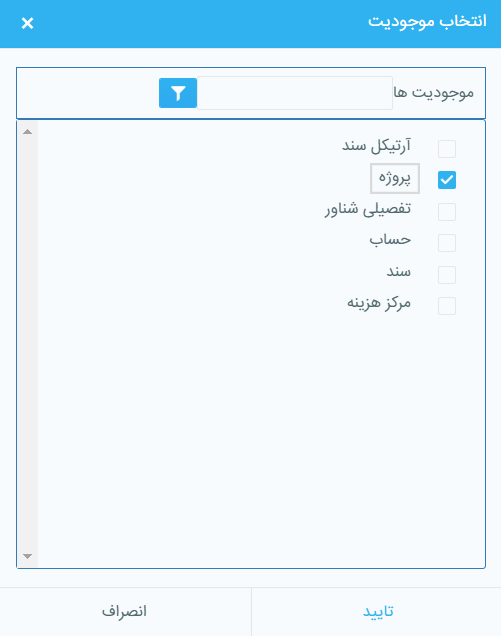 انتخاب موجودیت
موجودیت ها
آرتیکل سند
پروژه
تفصیلی شناور
حساب
سند
مرکز هزینه
تایید
انصراف